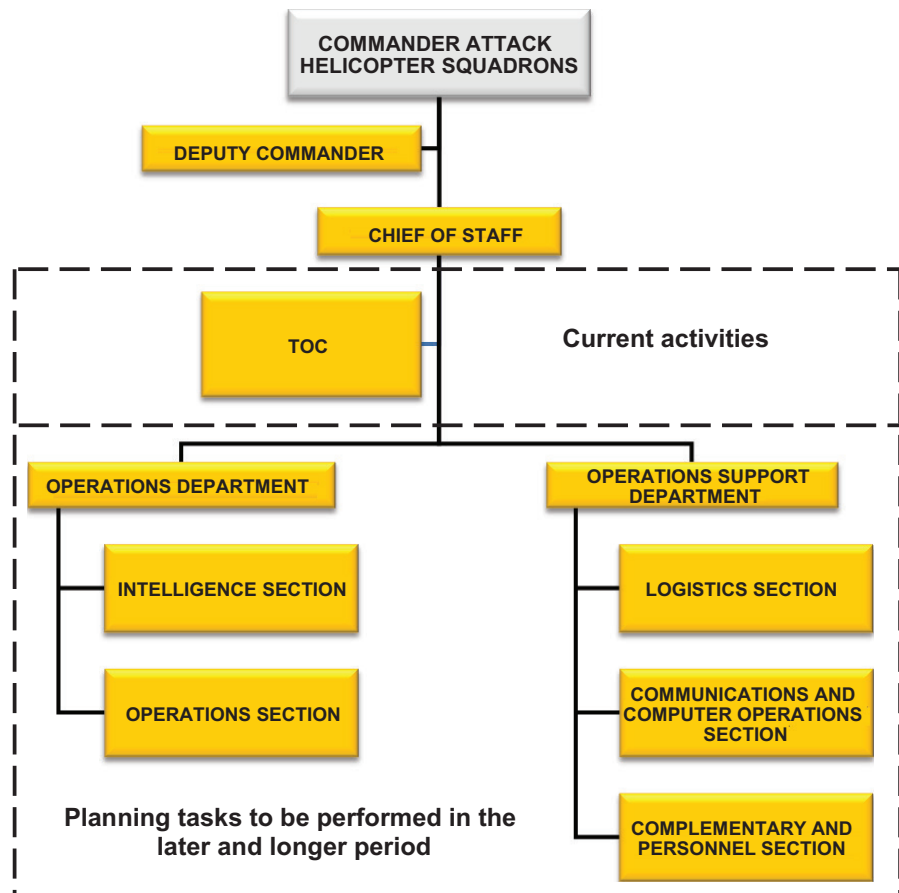 COMMANDER ATTACK
HELICOPTER SQUADRONS
DEPUTY COMMANDER
CHIEF OF STAFF
TOC
Current activities
OPERATIONS DEPARTMENT
INTELLIGENCE SECTION
OPERATIONS SECTION
OPERATIONS SUPPORT
DEPARTMENT
LOGISTICS SECTION
COMMUNICATIONS AND
COMPUTER OPERATIONS
SECTION
COMPLEMENTARY AND
PERSONNEL SECTION
Planning tasks to be performed in the
later and longer period